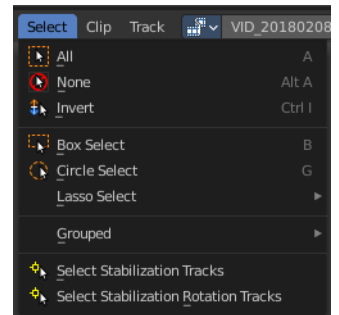 Select Clip Track VID_20180208
All A
None Alt A
Invert Ctrl I
Box Select B
Circle Select G
Lasso Select
Grouped
Select Stabilization Tracks
Select Stabilization Rotation Tracks